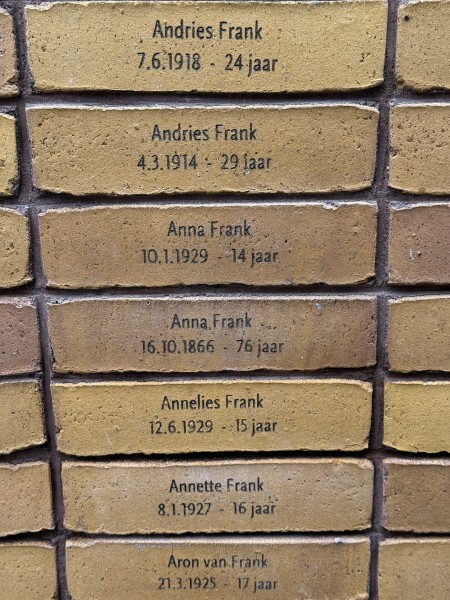 Andries Frank
7.6.1918 - 24 jaar
Andries Frank
4.3.1914 - 29 jaar
Anna Frank
10.1.1929 - 14 jaar
Anna Frank
16.10.1866 - 76 jaar
Annelies Frank
12.6.1929 - 15 jaar
Annette Frank
8.1.1927 - 16 jaar
Aron van Frank
21.3.1925 - 17 jaar